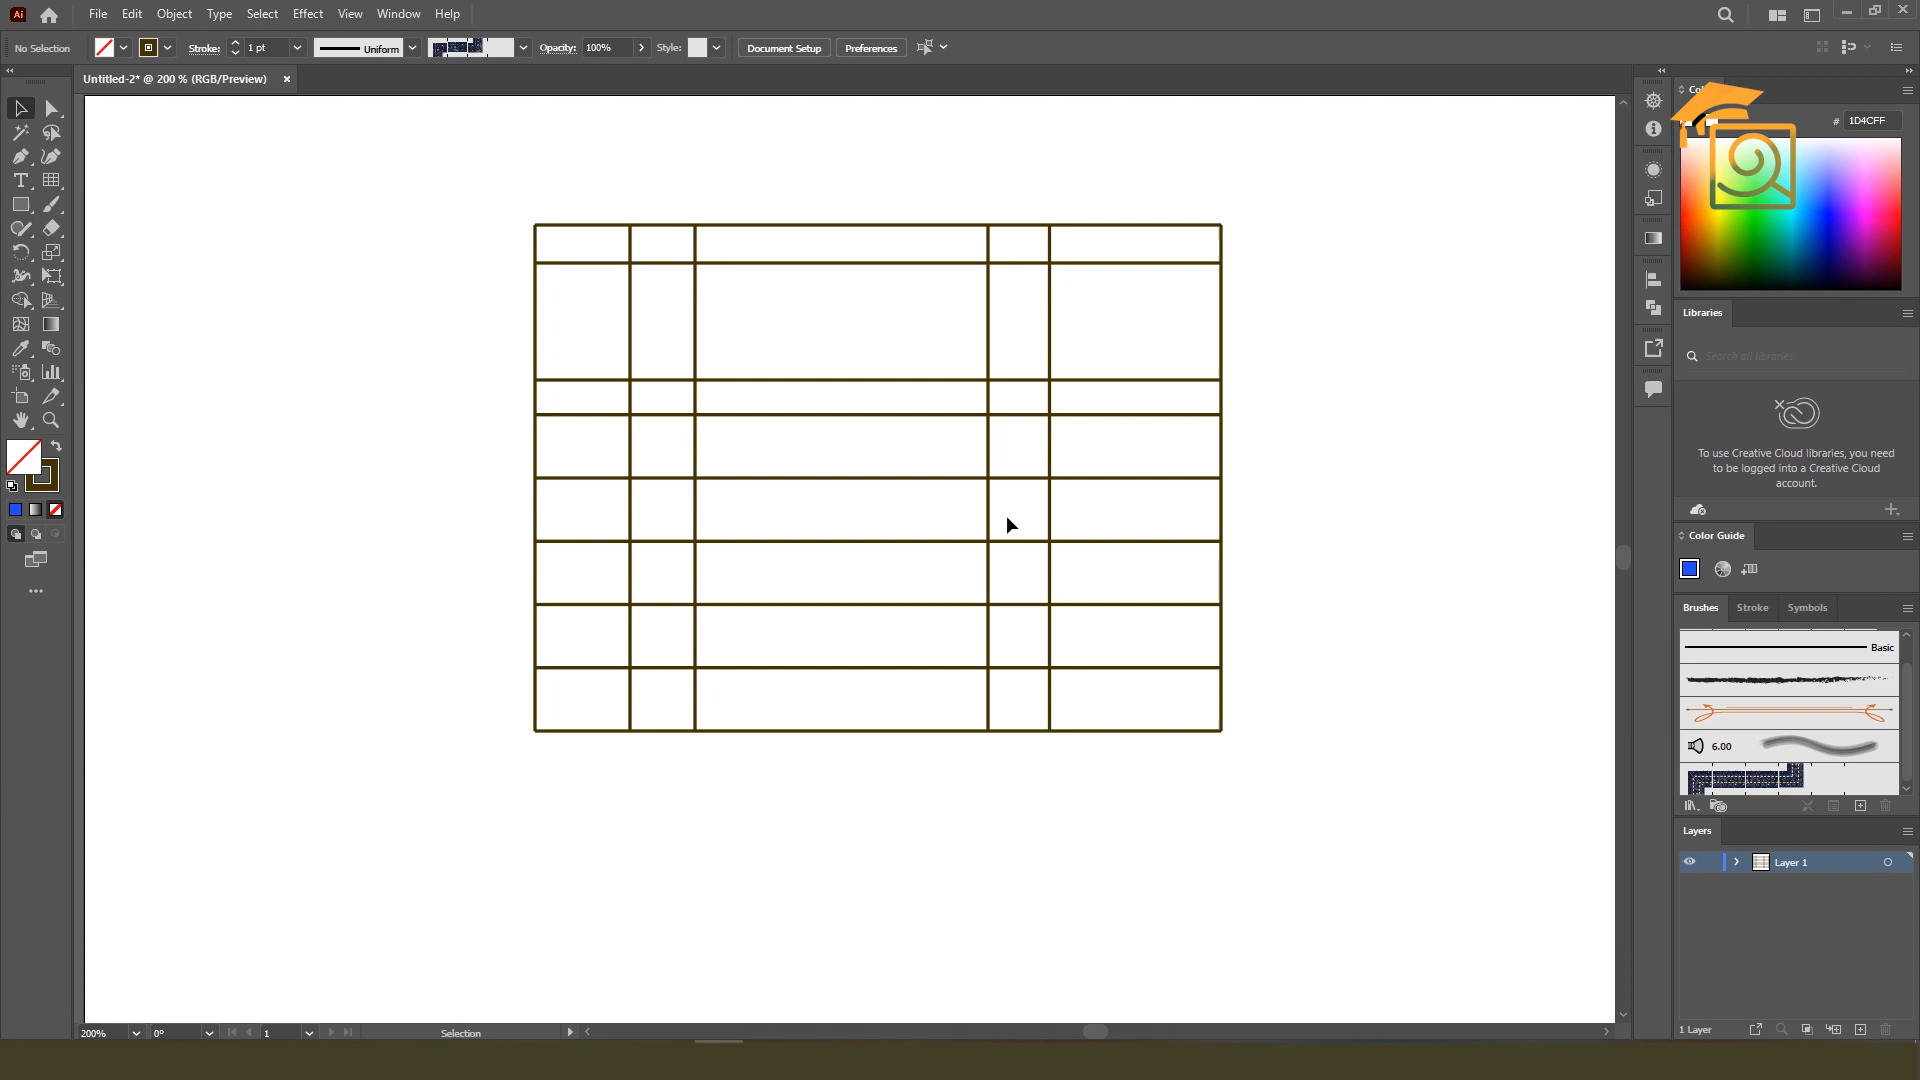 Ai File Edit Object Type Select Effect View Window Help
No Selection Stroke: 1 pt Uniform Opacity: 100% Style: Document Setup Preferences
Untitled-2* @ 200 % (RGB/Preview) ×
# 1D4CFF
Libraries
Search all libraries
To use Creative Cloud libraries, you need
to be logged into a Creative Cloud
account.
Color Guide
Brushes Stroke Symbols
Basic
6.00
Layers
Layer 1
1 Layer
200% 0° 1 Selection